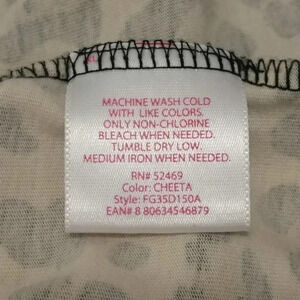 MACHINE WASH COLD
WITH LIKE COLORS.
ONLY NON-CHLORINE
BLEACH WHEN NEEDED.
TUMBLE DRY LOW.
MEDIUM IRON WHEN NEEDED.
RN# 52469
Color: CHEETA
Style: FG35D150A
EAN# 8 80634546879